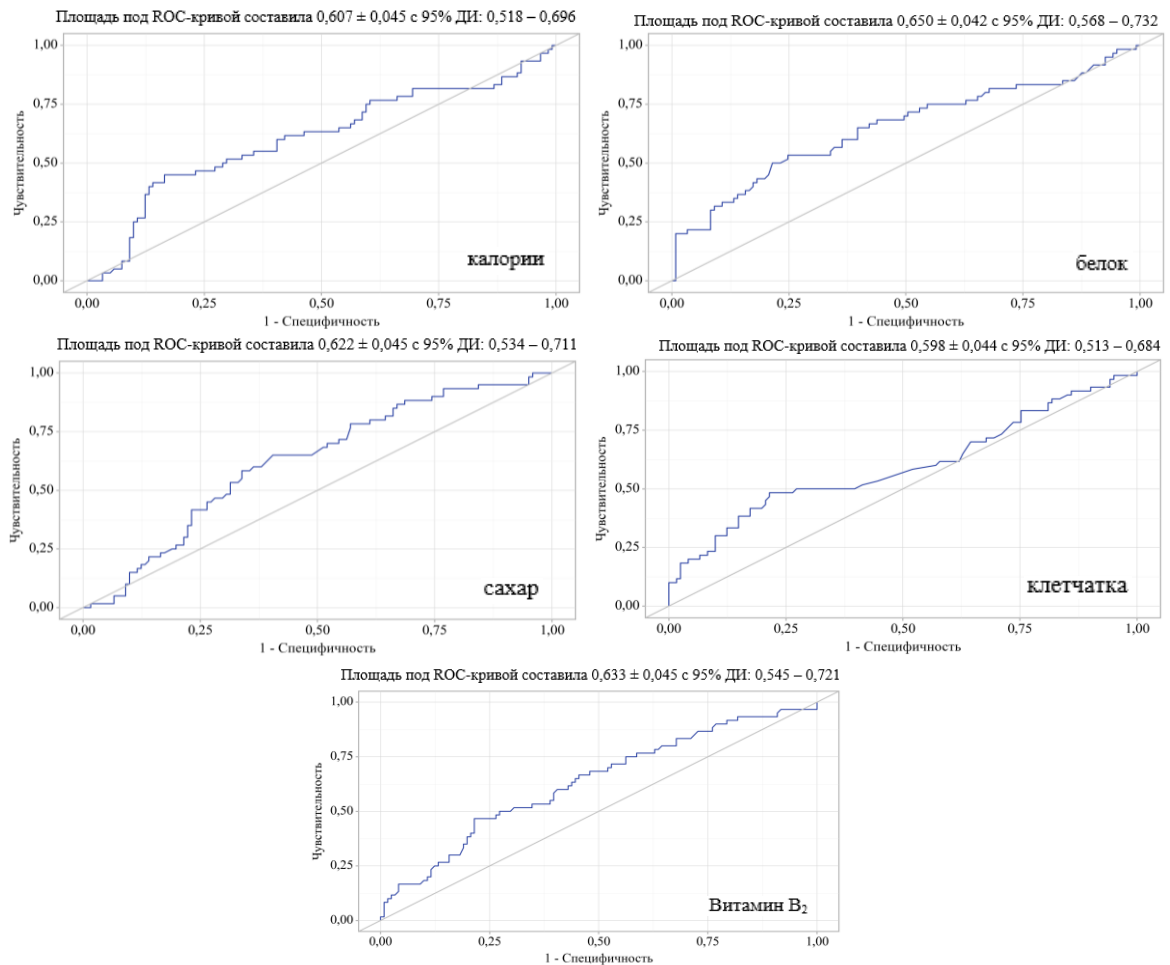 Площадь под ROC-кривой составила 0,607 ± 0,045 с 95% ДИ: 0,518 – 0,696
1,00
0,75
0,50
0,25
0,00
Чувствительность
калории
0,00 0,25 0,50 0,75 1,00
1 - Специфичность
Площадь под ROC-кривой составила 0,650 ± 0,042 с 95% ДИ: 0,568 – 0,732
1,00
0,75
0,50
0,25
0,00
Чувствительность
белок
0,00 0,25 0,50 0,75 1,00
1 - Специфичность
Площадь под ROC-кривой составила 0,622 ± 0,045 с 95% ДИ: 0,534 – 0,711
1,00
0,75
0,50
0,25
0,00
Чувствительность
сахар
0,00 0,25 0,50 0,75 1,00
1 - Специфичность
Площадь под ROC-кривой составила 0,598 ± 0,044 с 95% ДИ: 0,513 – 0,684
1,00
0,75
0,50
0,25
0,00
Чувствительность
клетчатка
0,00 0,25 0,50 0,75 1,00
1 - Специфичность
Площадь под ROC-кривой составила 0,633 ± 0,045 с 95% ДИ: 0,545 – 0,721
1,00
0,75
0,50
0,25
0,00
Чувствительность
Витамин B₂
0,00 0,25 0,50 0,75 1,00
1 - Специфичность